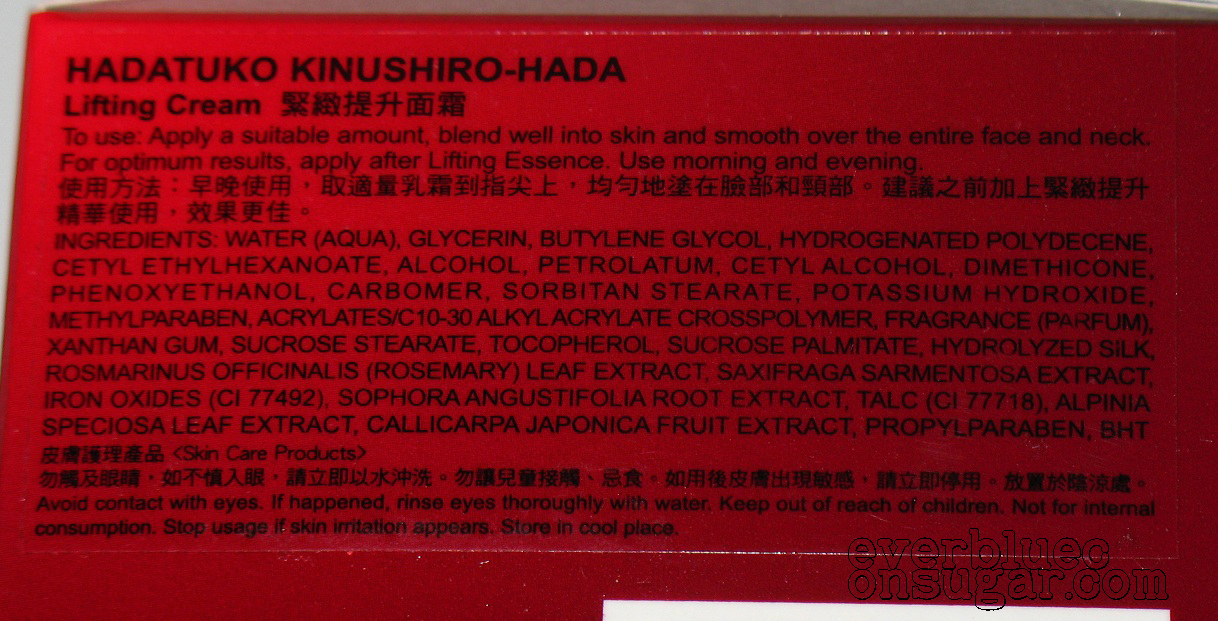 HADATUKO KINUSHIRO-HADA
Lifting Cream 緊緻提升面霜
To use: Apply a suitable amount, blend well into skin and smooth over the entire face and neck.
For optimum results, apply after Lifting Essence. Use morning and evening.
使用方法：早晚使用，取適量乳霜到指尖上，均勻地塗在臉部和頸部。建議之前加上緊緻提升
精華使用，效果更佳。
INGREDIENTS: WATER (AQUA), GLYCERIN, BUTYLENE GLYCOL, HYDROGENATED POLYDECENE,
CETYL ETHYLHEXANOATE, ALCOHOL, PETROLATUM, CETYL ALCOHOL, DIMETHICONE,
PHENOXYETHANOL, CARBOMER, SORBITAN STEARATE, POTASSIUM HYDROXIDE,
METHYLPARABEN, ACRYLATES/C10-30 ALKYL ACRYLATE CROSSPOLYMER, FRAGRANCE (PARFUM),
XANTHAN GUM, SUCROSE STEARATE, TOCOPHEROL, SUCROSE PALMITATE, HYDROLYZED SILK,
ROSMARINUS OFFICINALIS (ROSEMARY) LEAF EXTRACT, SAXIFRAGA SARMENTOSA EXTRACT,
IRON OXIDES (CI 77492), SOPHORA ANGUSTIFOLIA ROOT EXTRACT, TALC (CI 77718), ALPINIA
SPECIOSA LEAF EXTRACT, CALLICARPA JAPONICA FRUIT EXTRACT, PROPYLPARABEN, BHT
皮膚護理產品 <Skin Care Products>
勿觸及眼睛，如不慎入眼，請立即以水沖洗。勿讓兒童接觸、忌食。如用後皮膚出現敏感，請立即停用。放置於陰涼處。
Avoid contact with eyes. If happened, rinse eyes thoroughly with water. Keep out of reach of children. Not for internal
consumption. Stop usage if skin irritation appears. Store in cool place.
everbluec
onsugar.com